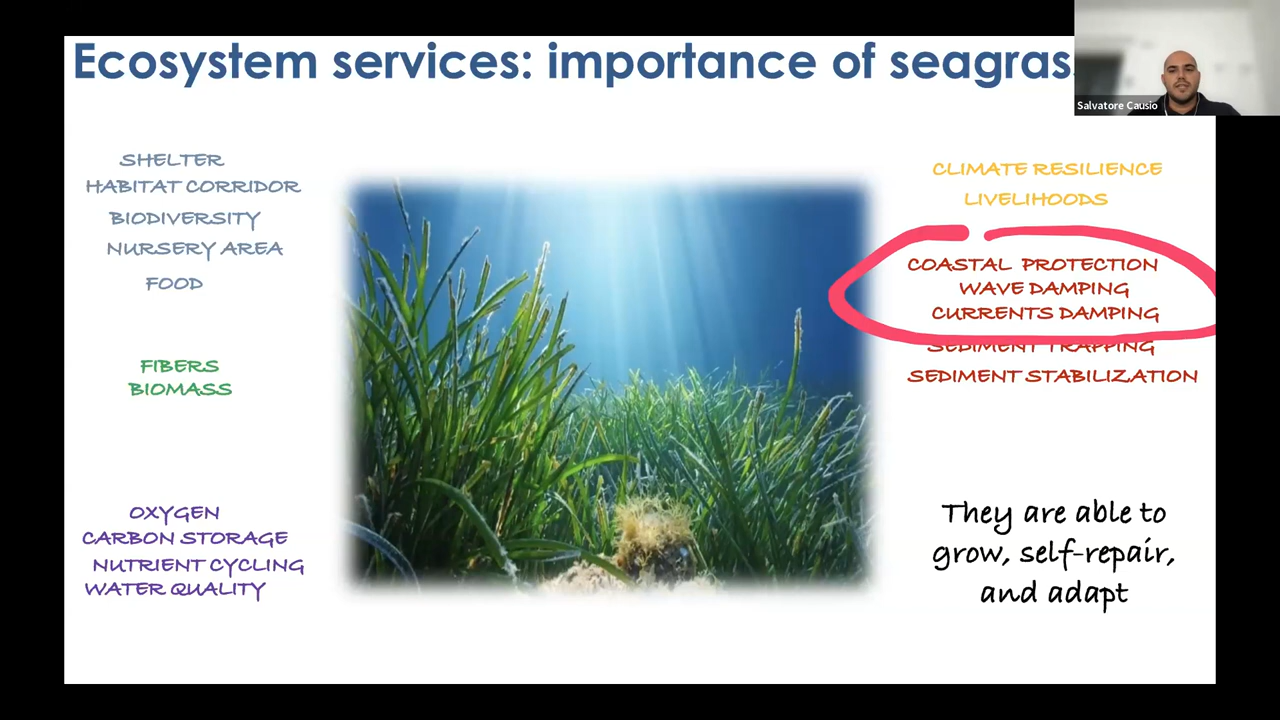 Ecosystem services: importance of seagras
Salvatore Causio
SHELTER
HABITAT CORRIDOR
BIODIVERSITY
NURSERY AREA
FOOD
FIBERS
BIOMASS
OXYGEN
CARBON STORAGE
NUTRIENT CYCLING
WATER QUALITY
CLIMATE RESILIENCE
LIVELIHOODS
COASTAL PROTECTION
WAVE DAMPING
CURRENTS DAMPING
SEDIMENT TRAPPING
SEDIMENT STABILIZATION
They are able to
grow, self-repair,
and adapt